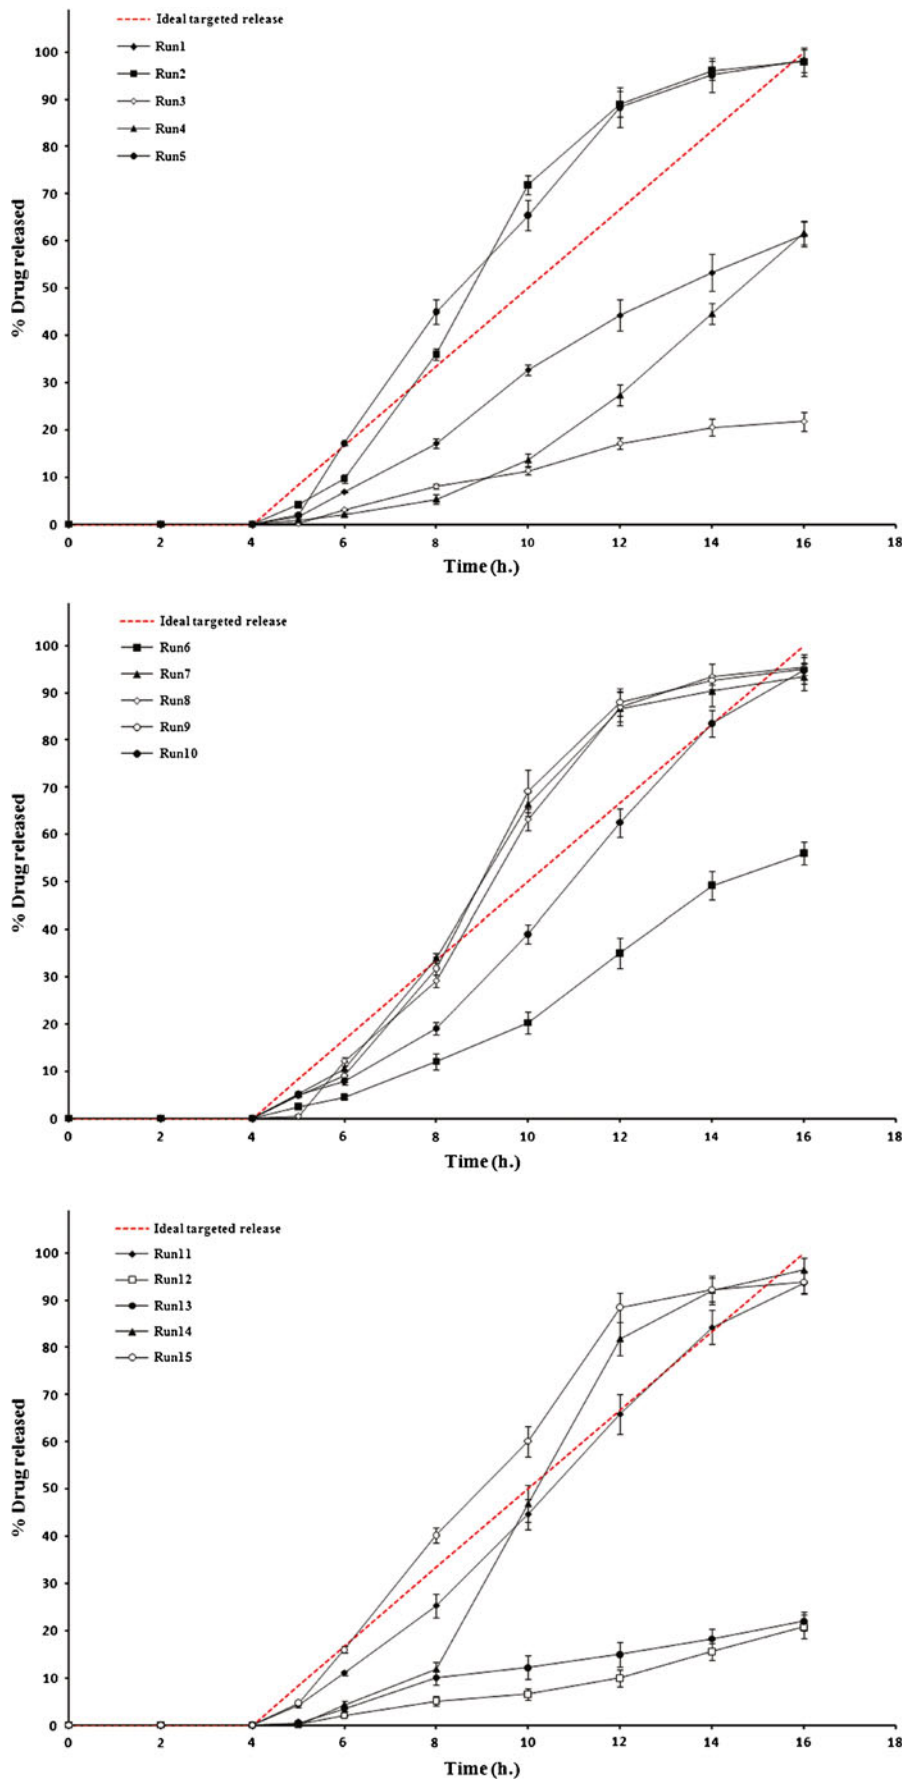 Ideal targeted release
Run1
Run2
Run3
Run4
Run5
% Drug released
100
90
80
70
60
50
40
30
20
10
0
0 2 4 6 8 10 12 14 16 18
Time (h.)
Ideal targeted release
Run6
Run7
Run8
Run9
Run10
% Drug released
100
90
80
70
60
50
40
30
20
10
0
0 2 4 6 8 10 12 14 16 18
Time (h.)
Ideal targeted release
Run11
Run12
Run13
Run14
Run15
% Drug released
100
90
80
70
60
50
40
30
20
10
0
0 2 4 6 8 10 12 14 16 18
Time (h.)